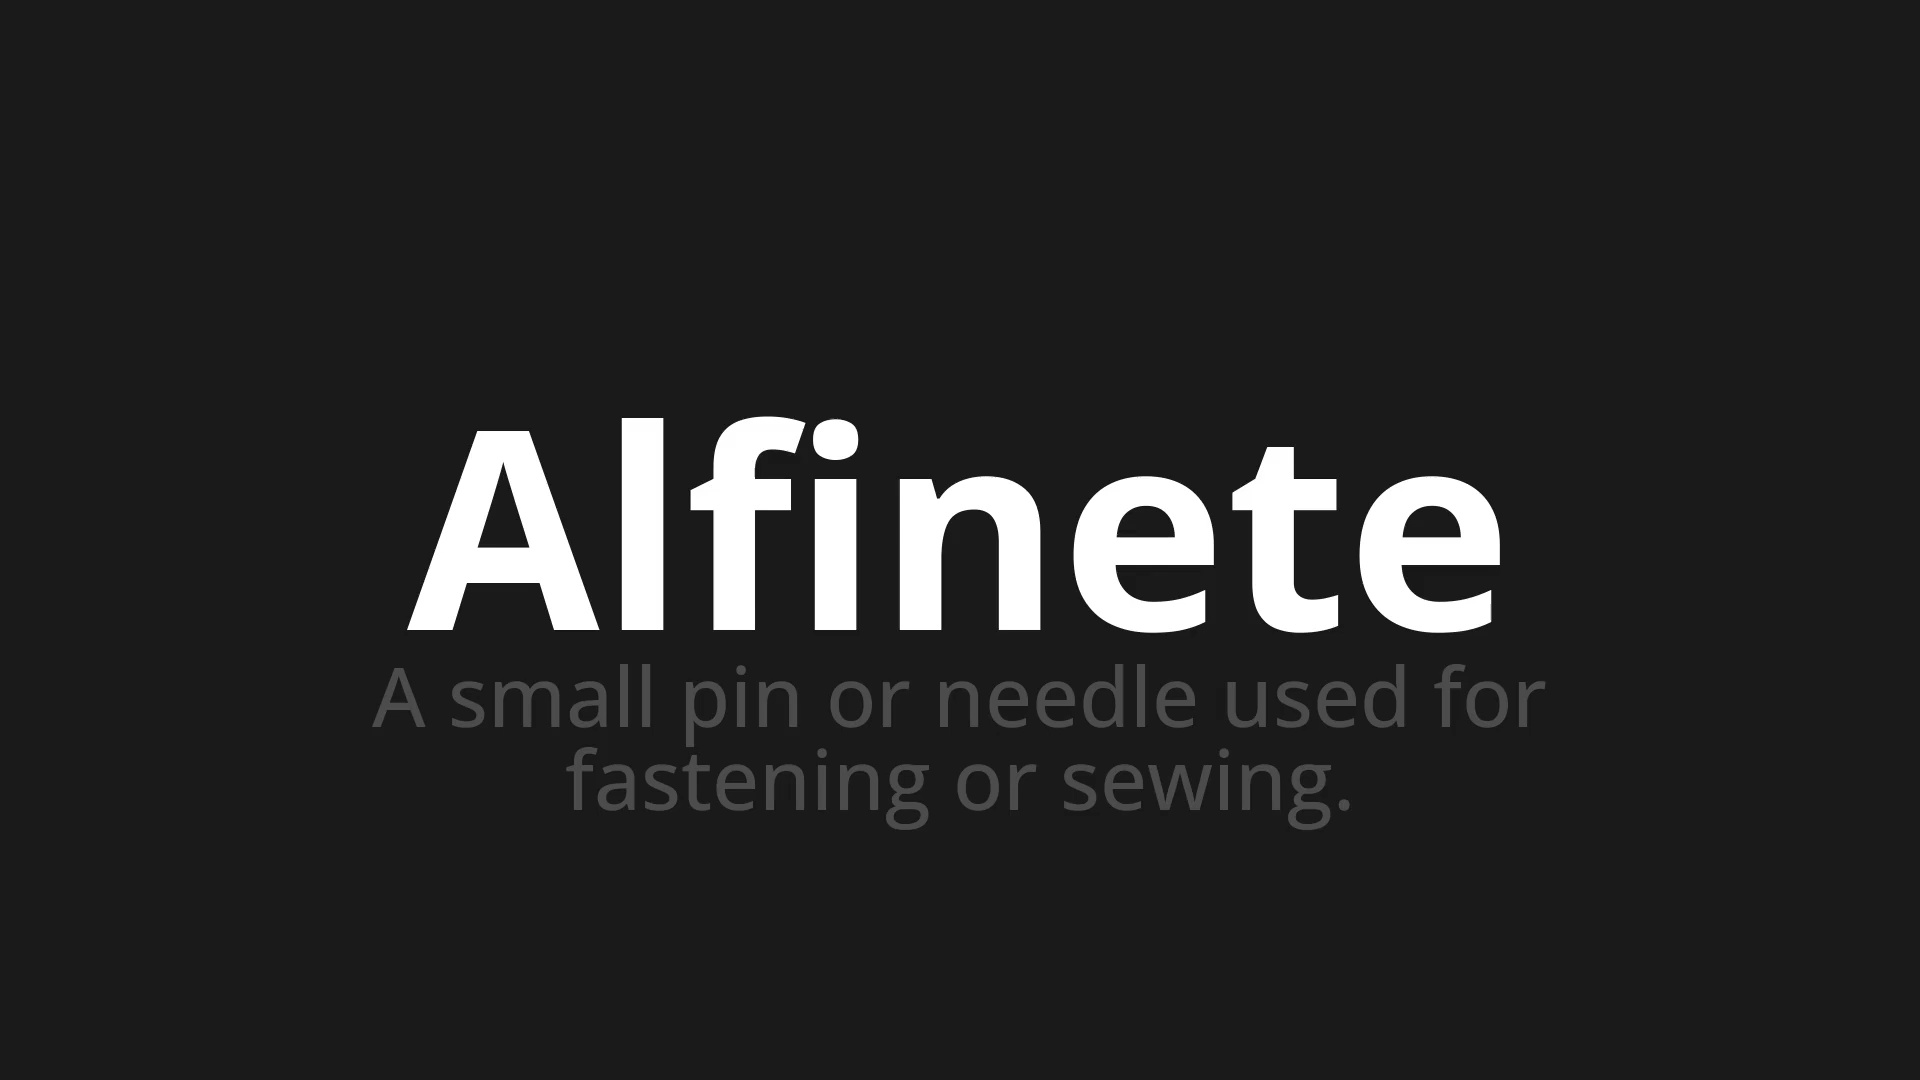 Alfinete
A small pin or needle used for
fastening or sewing.